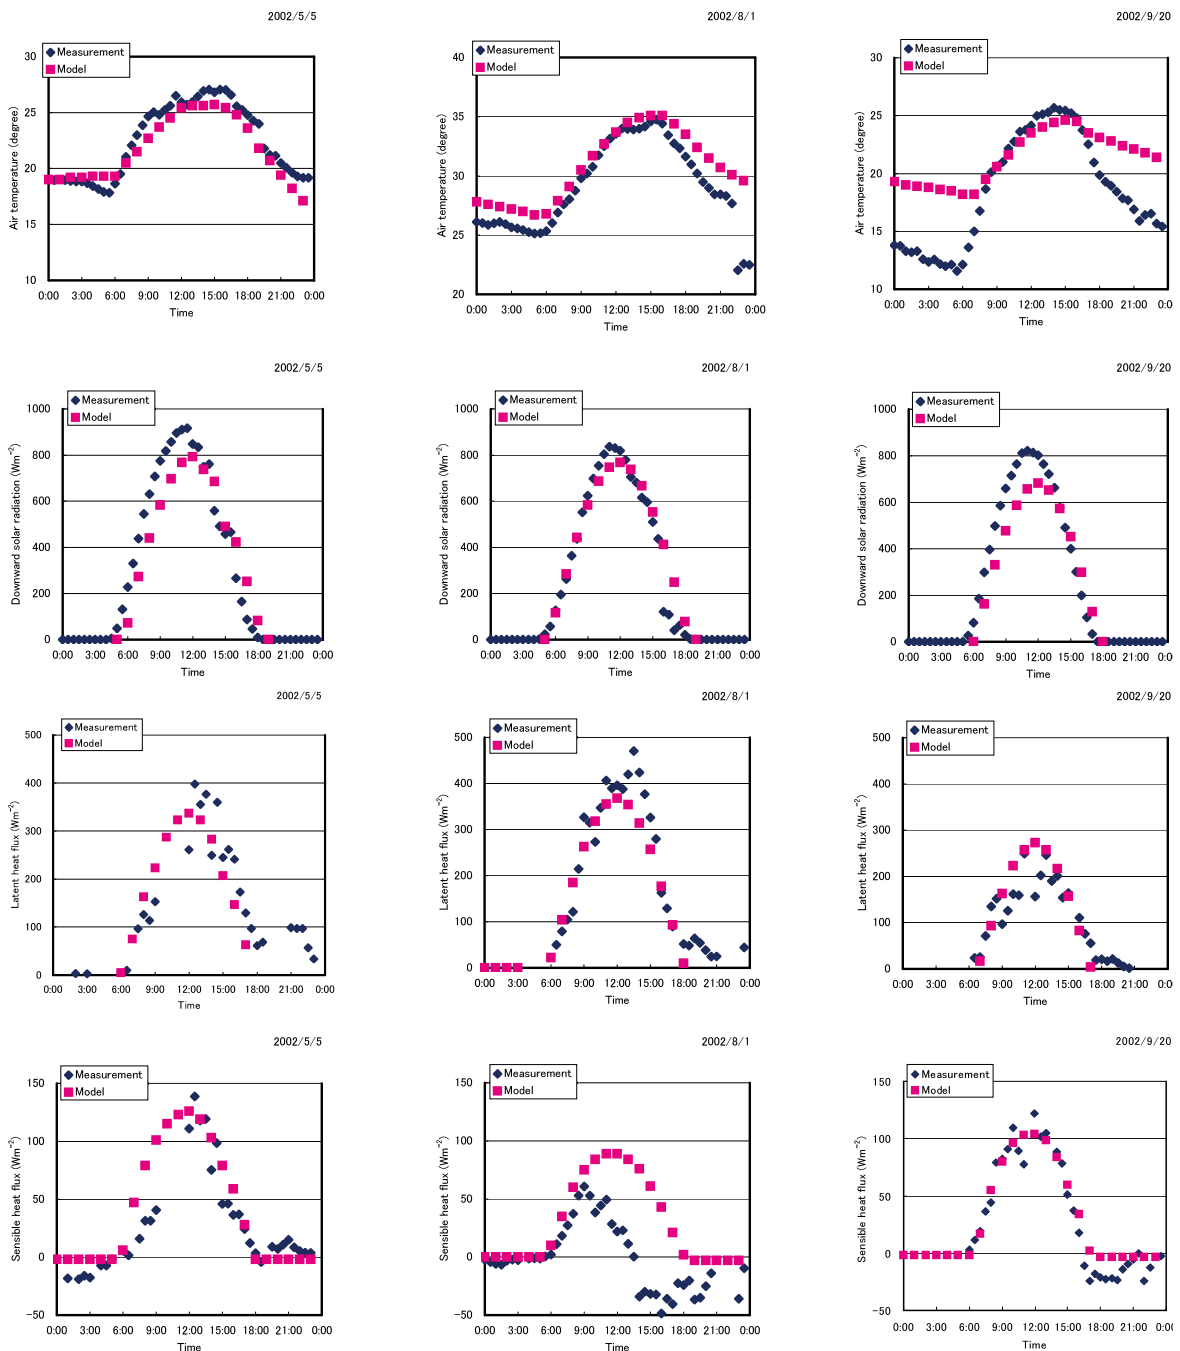 2002/5/5
Measurement
Model
Air temperature (degree)
30
25
20
15
10
0:00 3:00 6:00 9:00 12:00 15:00 18:00 21:00 0:00
Time
2002/8/1
Measurement
Model
Air temperature (degree)
40
35
30
25
20
0:00 3:00 6:00 9:00 12:00 15:00 18:00 21:00 0:00
Time
2002/9/20
Measurement
Model
Air temperature (degree)
30
25
20
15
10
0:00 3:00 6:00 9:00 12:00 15:00 18:00 21:00 0:0
Time
2002/5/5
Measurement
Model
Downward solar radiation (Wm⁻²)
1000
800
600
400
200
0
0:00 3:00 6:00 9:00 12:00 15:00 18:00 21:00 0:00
Time
2002/8/1
Measurement
Model
Downward solar radiation (Wm⁻²)
1000
800
600
400
200
0
0:00 3:00 6:00 9:00 12:00 15:00 18:00 21:00 0:00
Time
2002/9/20
Measurement
Model
Downward solar radiation (Wm⁻²)
1000
800
600
400
200
0
0:00 3:00 6:00 9:00 12:00 15:00 18:00 21:00 0:0
Time
2002/5/5
Measurement
Model
Latent heat flux (Wm⁻²)
500
400
300
200
100
0
0:00 3:00 6:00 9:00 12:00 15:00 18:00 21:00 0:00
Time
2002/8/1
Measurement
Model
Latent heat flux (Wm⁻²)
500
400
300
200
100
0
0:00 3:00 6:00 9:00 12:00 15:00 18:00 21:00 0:00
Time
2002/9/20
Measurement
Model
Latent heat flux (Wm⁻²)
500
400
300
200
100
0
0:00 3:00 6:00 9:00 12:00 15:00 18:00 21:00 0:0
Time
2002/5/5
Measurement
Model
Sensible heat flux (Wm⁻²)
150
100
50
0
-50
0:00 3:00 6:00 9:00 12:00 15:00 18:00 21:00 0:00
Time
2002/8/1
Measurement
Model
Sensible heat flux (Wm⁻²)
150
100
50
0
-50
0:00 3:00 6:00 9:00 12:00 15:00 18:00 21:00 0:00
Time
2002/9/20
Measurement
Model
Sensible heat flux (Wm⁻²)
150
100
50
0
-50
0:00 3:00 6:00 9:00 12:00 15:00 18:00 21:00 0:0
Time